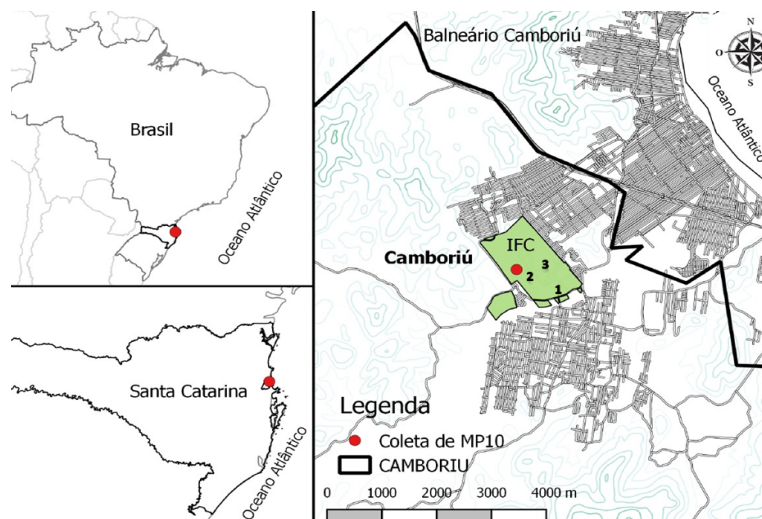 Brasil
Oceano Atlântico
Santa Catarina
Oceano Atlântico
Balneário Camboriú
N
O
E
S
Oceano Atlântico
IFC
Camboriú
3
2
1
Legenda
Coleta de MP10
CAMBORIU
0 1000 2000 3000 4000 m